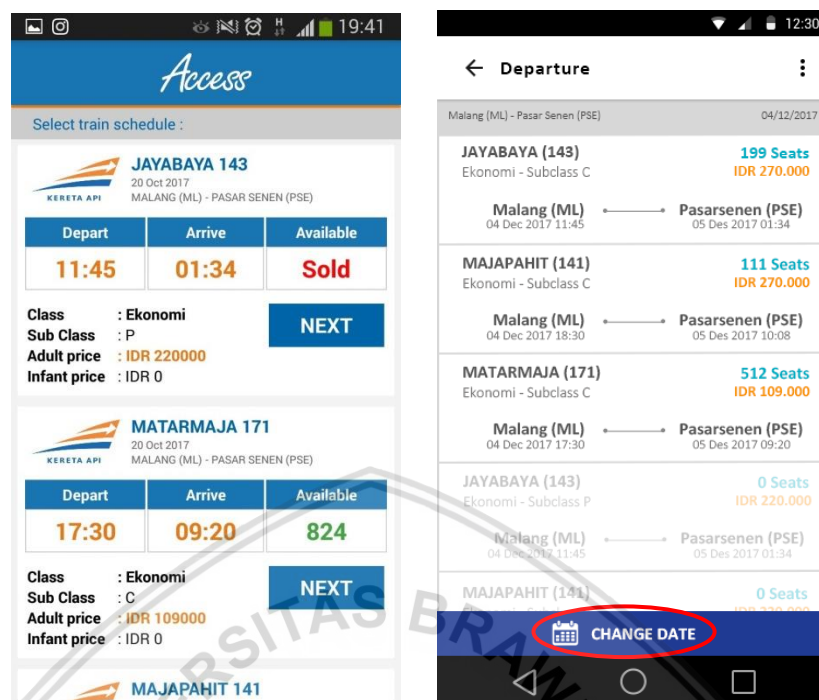 19:41
Access
Select train schedule :
JAYABAYA 143
20 Oct 2017
KERETA API
MALANG (ML) - PASAR SENEN (PSE)
Depart Arrive Available
11:45 01:34 Sold
Class : Ekonomi
Sub Class : P
Adult price : IDR 220000
Infant price : IDR 0
NEXT
MATARMAJA 171
20 Oct 2017
KERETA API
MALANG (ML) - PASAR SENEN (PSE)
Depart Arrive Available
17:30 09:20 824
Class : Ekonomi
Sub Class : C
Adult price : IDR 109000
Infant price : IDR 0
NEXT
MAJAPAHIT 141
12:30
Departure
Malang (ML) - Pasar Senen (PSE) 04/12/2017
JAYABAYA (143) 199 Seats
Ekonomi - Subclass C IDR 270.000
Malang (ML) Pasarsenen (PSE)
04 Dec 2017 11:45 05 Des 2017 01:34
MAJAPAHIT (141) 111 Seats
Ekonomi - Subclass C IDR 270.000
Malang (ML) Pasarsenen (PSE)
04 Dec 2017 18:30 05 Des 2017 10:08
MATARMAJA (171) 512 Seats
Ekonomi - Subclass C IDR 109.000
Malang (ML) Pasarsenen (PSE)
04 Dec 2017 17:30 05 Des 2017 09:20
JAYABAYA (143) 0 Seats
Ekonomi - Subclass P IDR 220.000
Malang (ML) Pasarsenen (PSE)
04 Dec 2017 11:45 05 Des 2017 01:34
MAJAPAHIT (141) 0 Seats
CHANGE DATE